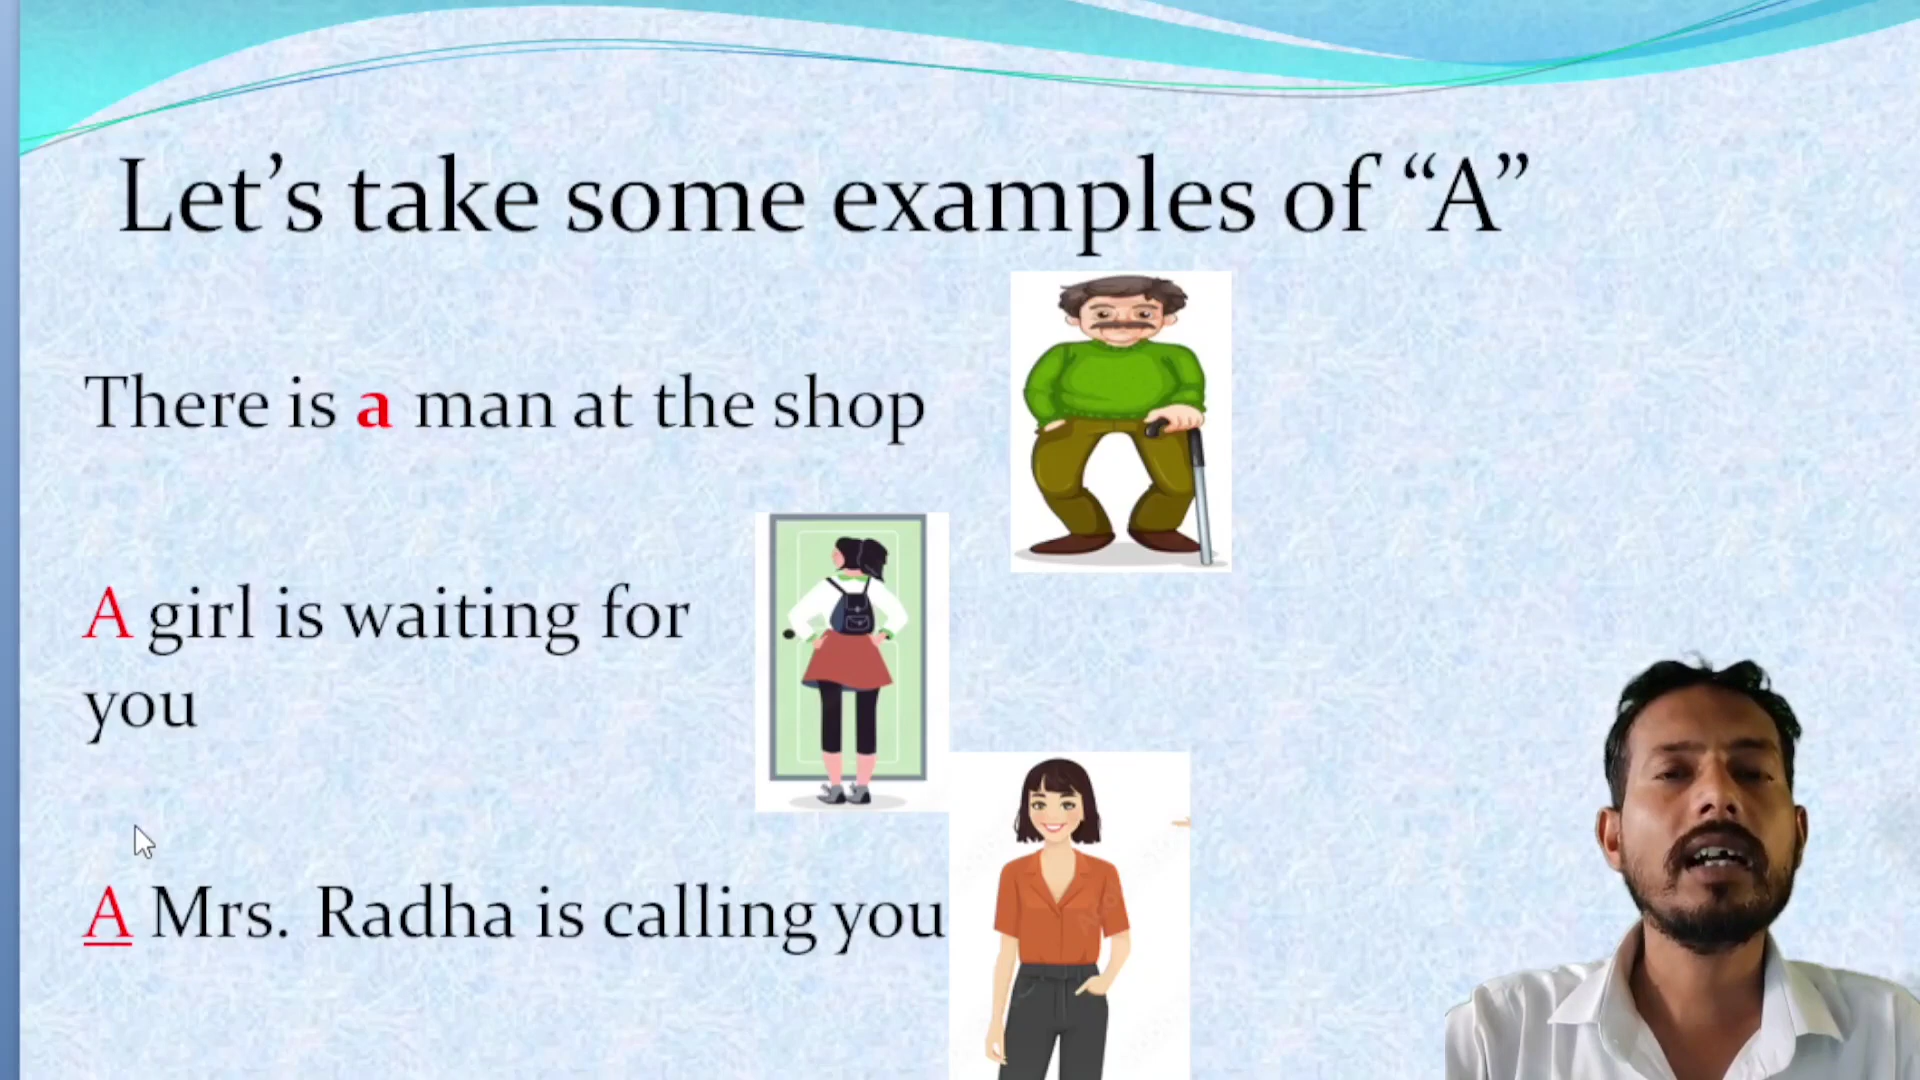 Let’s take some examples of “A”
There is a man at the shop
A girl is waiting for
you
A Mrs. Radha is calling you